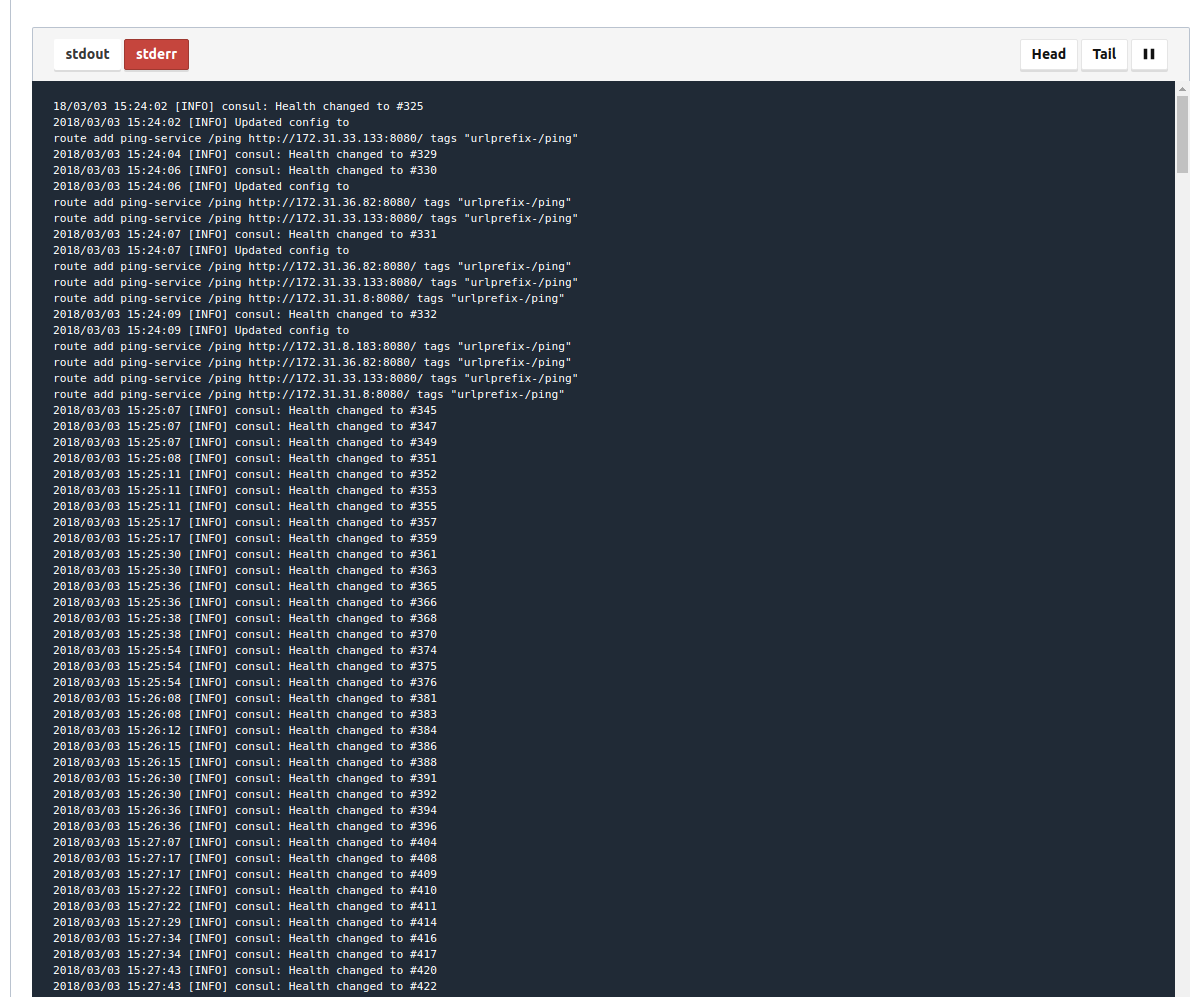 stdout stderr Head Tail
18/03/03 15:24:02 [INFO] consul: Health changed to #325
2018/03/03 15:24:02 [INFO] Updated config to
route add ping-service /ping http://172.31.33.133:8080/ tags "urlprefix-/ping"
2018/03/03 15:24:04 [INFO] consul: Health changed to #329
2018/03/03 15:24:06 [INFO] consul: Health changed to #330
2018/03/03 15:24:06 [INFO] Updated config to
route add ping-service /ping http://172.31.36.82:8080/ tags "urlprefix-/ping"
route add ping-service /ping http://172.31.33.133:8080/ tags "urlprefix-/ping"
2018/03/03 15:24:07 [INFO] consul: Health changed to #331
2018/03/03 15:24:07 [INFO] Updated config to
route add ping-service /ping http://172.31.36.82:8080/ tags "urlprefix-/ping"
route add ping-service /ping http://172.31.33.133:8080/ tags "urlprefix-/ping"
route add ping-service /ping http://172.31.31.8:8080/ tags "urlprefix-/ping"
2018/03/03 15:24:09 [INFO] consul: Health changed to #332
2018/03/03 15:24:09 [INFO] Updated config to
route add ping-service /ping http://172.31.8.183:8080/ tags "urlprefix-/ping"
route add ping-service /ping http://172.31.36.82:8080/ tags "urlprefix-/ping"
route add ping-service /ping http://172.31.33.133:8080/ tags "urlprefix-/ping"
route add ping-service /ping http://172.31.31.8:8080/ tags "urlprefix-/ping"
2018/03/03 15:25:07 [INFO] consul: Health changed to #345
2018/03/03 15:25:07 [INFO] consul: Health changed to #347
2018/03/03 15:25:07 [INFO] consul: Health changed to #349
2018/03/03 15:25:08 [INFO] consul: Health changed to #351
2018/03/03 15:25:11 [INFO] consul: Health changed to #352
2018/03/03 15:25:11 [INFO] consul: Health changed to #353
2018/03/03 15:25:11 [INFO] consul: Health changed to #355
2018/03/03 15:25:17 [INFO] consul: Health changed to #357
2018/03/03 15:25:17 [INFO] consul: Health changed to #359
2018/03/03 15:25:30 [INFO] consul: Health changed to #361
2018/03/03 15:25:30 [INFO] consul: Health changed to #363
2018/03/03 15:25:36 [INFO] consul: Health changed to #365
2018/03/03 15:25:36 [INFO] consul: Health changed to #366
2018/03/03 15:25:38 [INFO] consul: Health changed to #368
2018/03/03 15:25:38 [INFO] consul: Health changed to #370
2018/03/03 15:25:54 [INFO] consul: Health changed to #374
2018/03/03 15:25:54 [INFO] consul: Health changed to #375
2018/03/03 15:25:54 [INFO] consul: Health changed to #376
2018/03/03 15:26:08 [INFO] consul: Health changed to #381
2018/03/03 15:26:08 [INFO] consul: Health changed to #383
2018/03/03 15:26:12 [INFO] consul: Health changed to #384
2018/03/03 15:26:15 [INFO] consul: Health changed to #386
2018/03/03 15:26:15 [INFO] consul: Health changed to #388
2018/03/03 15:26:30 [INFO] consul: Health changed to #391
2018/03/03 15:26:30 [INFO] consul: Health changed to #392
2018/03/03 15:26:36 [INFO] consul: Health changed to #394
2018/03/03 15:26:36 [INFO] consul: Health changed to #396
2018/03/03 15:27:07 [INFO] consul: Health changed to #404
2018/03/03 15:27:17 [INFO] consul: Health changed to #408
2018/03/03 15:27:17 [INFO] consul: Health changed to #409
2018/03/03 15:27:22 [INFO] consul: Health changed to #410
2018/03/03 15:27:22 [INFO] consul: Health changed to #411
2018/03/03 15:27:29 [INFO] consul: Health changed to #414
2018/03/03 15:27:34 [INFO] consul: Health changed to #416
2018/03/03 15:27:34 [INFO] consul: Health changed to #417
2018/03/03 15:27:43 [INFO] consul: Health changed to #420
2018/03/03 15:27:43 [INFO] consul: Health changed to #422